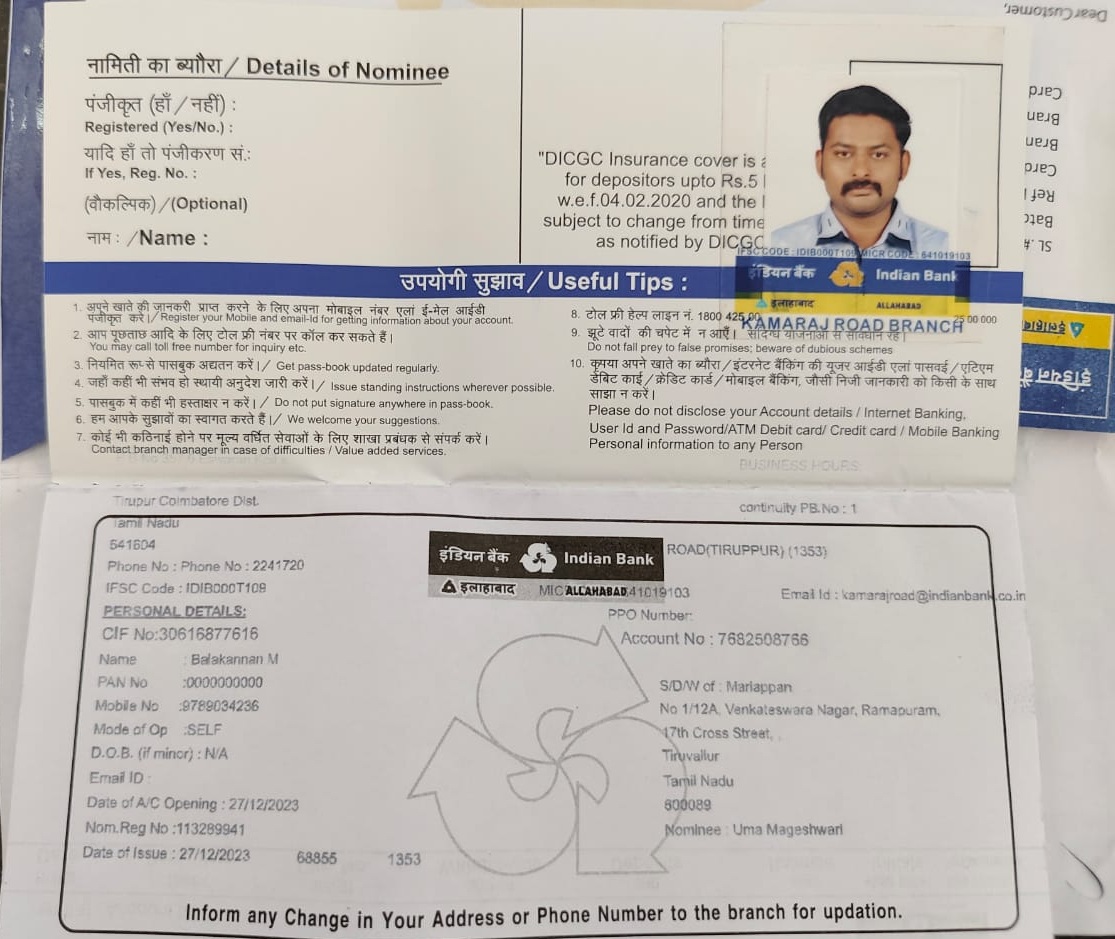 DearCustomer,
Card
Bran
Bran
Card
Ref
Batc
SL. #
इलाहाब
इंडियन बैं
नामिती का ब्यौरा / Details of Nominee
पंजीकृत (हाँ / नहीं) :
Registered (Yes/No.) :
यादि हाँ तो पंजीकरण सं.:
If Yes, Reg. No. :
(वौकल्पिक) /(Optional)
नाम : /Name :
"DICGC Insurance cover is a
for depositors upto Rs.5 l
w.e.f.04.02.2020 and the l
subject to change from time
as notified by DICGC
IFSC CODE : IDIB000T109 MICR CODE : 641019103
इंडियन बैंक Indian Bank
इलाहाबाद ALLAHABAD
KAMARAJ ROAD BRANCH
उपयोगी सुझाव / Useful Tips :
1. अपने खाते की जानकरी प्राप्त करने के लिए अपना मोबाइल नंबर एलां ई-मेल आईडी
पंजीकृत करें।/ Register your Mobile and email-id for getting information about your account.
2. आप पूछताछ आदि के लिए टोल फ्री नंबर पर कॉल कर सकते हैं।
You may call toll free number for inquiry etc.
3. नियमित रूप से पासबुक अद्यतन करें।/ Get pass-book updated regularly.
4. जहाँ कहीं भी संभव हो स्थायी अनुदेश जारी करें।/ Issue standing instructions wherever possible.
5. पासबुक में कहीं भी हस्ताक्षर न करें।/ Do not put signature anywhere in pass-book.
6. हम आपके सुझावों का स्वागत करते हैं।/ We welcome your suggestions.
7. कोई भी कठिनाई होने पर मूल्य वर्धित सेवाओं के लिए शाखा प्रबंधक से संपर्क करें।
Contact branch manager in case of difficulties / Value added services.
8. टोल फ्री हेल्प लाइन नं. 1800 425 00 25 00 000
9. झूटे वादों की चपेट में न आएँ। संदिग्ध योजनाओं से सावधान रहें।
Do not fall prey to false promises; beware of dubious schemes
10. कृपया अपने खाते का ब्यौरा / इंटरनेट बैंकिंग की यूजर आईडी एलां पासवर्ड / एटिएम
डेबिट कार्ड / क्रेडिट कार्ड / मोबाइल बैंकिंग, जौसी निजी जानकारी को किसी के साथ
साझा न करें।
Please do not disclose your Account details / Internet Banking,
User Id and Password/ATM Debit card/ Credit card / Mobile Banking
Personal information to any Person
BUSINESS HOURS:
Tirupur Coimbatore Dist.
continuity PB.No : 1
Tamil Nadu
641604
Phone No : Phone No : 2241720
IFSC Code : IDIB000T109
इंडियन बैंक Indian Bank
इलाहाबाद ALLAHABAD
ROAD(TIRUPPUR) (1353)
MIC 41019103
Email Id : kamarajroad@indianbank.co.in
PERSONAL DETAILS:
PPO Number:
CIF No:30616877616
Account No : 7682508766
Name : Balakannan M
PAN No :0000000000
Mobile No :9789034236
Mode of Op :SELF
D.O.B. (if minor) : N/A
Email ID :
Date of A/C Opening : 27/12/2023
Nom.Reg No :113289941
Date of Issue : 27/12/2023 68855 1353
S/D/W of : Mariappan
No 1/12A, Venkateswara Nagar, Ramapuram,
17th Cross Street, .
Tiruvallur
Tamil Nadu
600089
Nominee : Uma Mageshwari
Inform any Change in Your Address or Phone Number to the branch for updation.